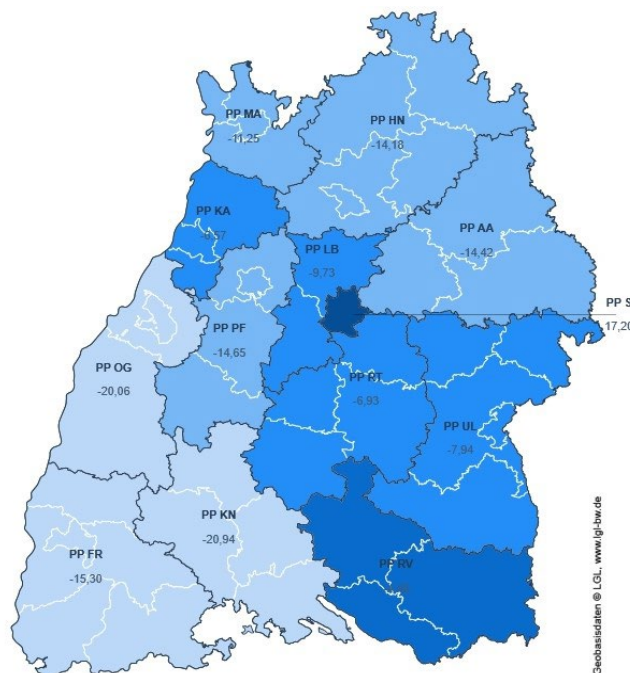 PP MA
-11,25
PP HN
-14,18
PP KA
PP AA
-14,42
PP LB
-9,73
PP S
17,20
PP PF
-14,65
PP OG
-20,06
PP RT
-6,93
PP UL
-7,94
PP KN
-20,94
PP FR
-15,30
PP RV
Geobasisdaten © LGL, www.lgl-bw.de